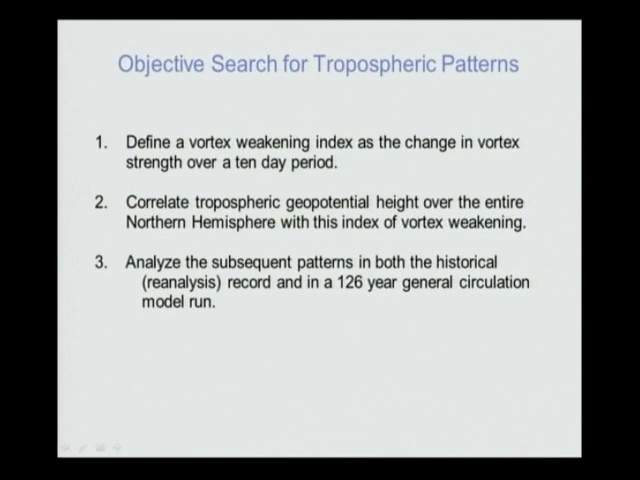 Objective Search for Tropospheric Patterns
1. Define a vortex weakening index as the change in vortex
strength over a ten day period.
2. Correlate tropospheric geopotential height over the entire
Northern Hemisphere with this index of vortex weakening.
3. Analyze the subsequent patterns in both the historical
(reanalysis) record and in a 126 year general circulation
model run.